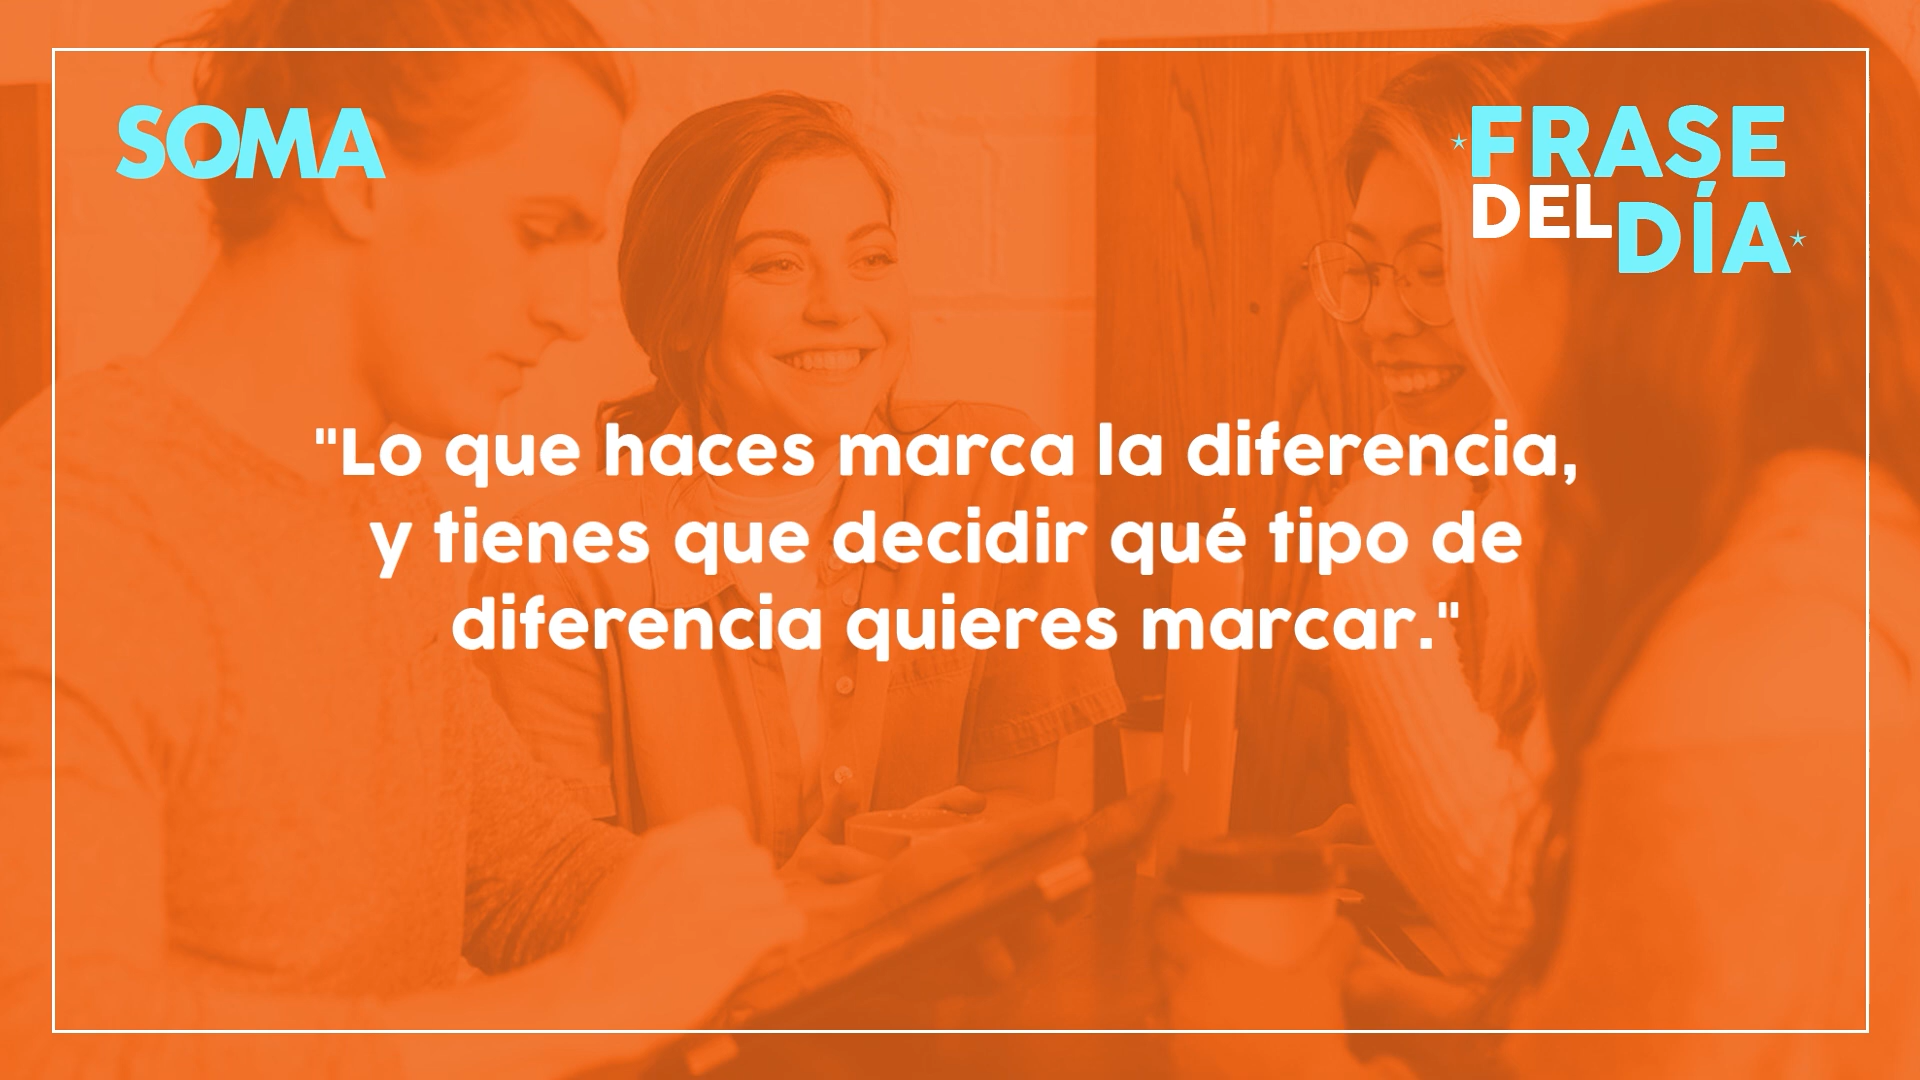 SOMA
FRASE
DEL DÍA
"Lo que haces marca la diferencia,
y tienes que decidir qué tipo de
diferencia quieres marcar."